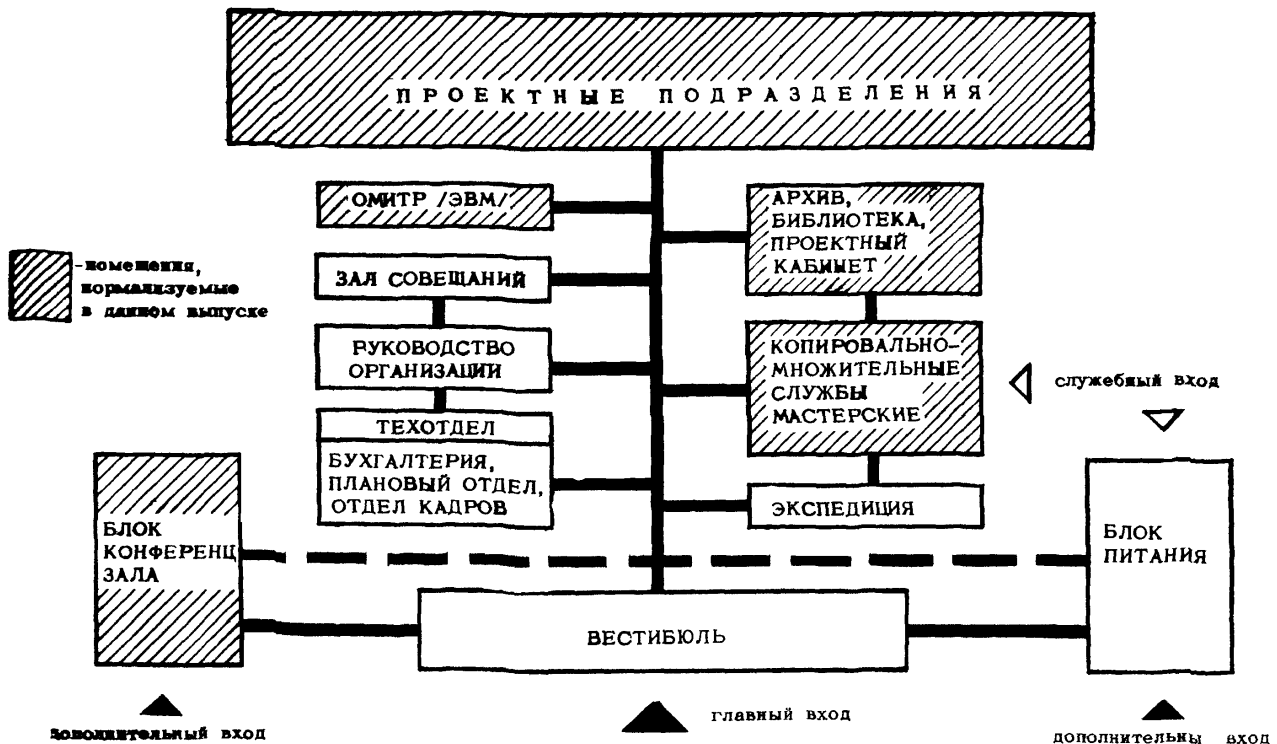 ПРОЕКТНЫЕ ПОДРАЗДЕЛЕНИЯ
ОМИТР /ЭВМ/
АРХИВ,
БИБЛИОТЕКА,
ПРОЕКТНЫЙ
КАБИНЕТ
-помещения,
нормализуемые
в данном выпуске
ЗАЛ СОВЕЩАНИЙ
РУКОВОДСТВО
ОРГАНИЗАЦИИ
КОПИРОВАЛЬНО-
МНОЖИТЕЛЬНЫЕ
СЛУЖБЫ
МАСТЕРСКИЕ
служебный вход
ТЕХОТДЕЛ
БУХГАЛТЕРИЯ,
ПЛАНОВЫЙ ОТДЕЛ,
ОТДЕЛ КАДРОВ
ЭКСПЕДИЦИЯ
БЛОК
КОНФЕРЕНЦ
ЗАЛА
БЛОК
ПИТАНИЯ
ВЕСТИБЮЛЬ
дополнительный вход
главный вход
дополнительны вход